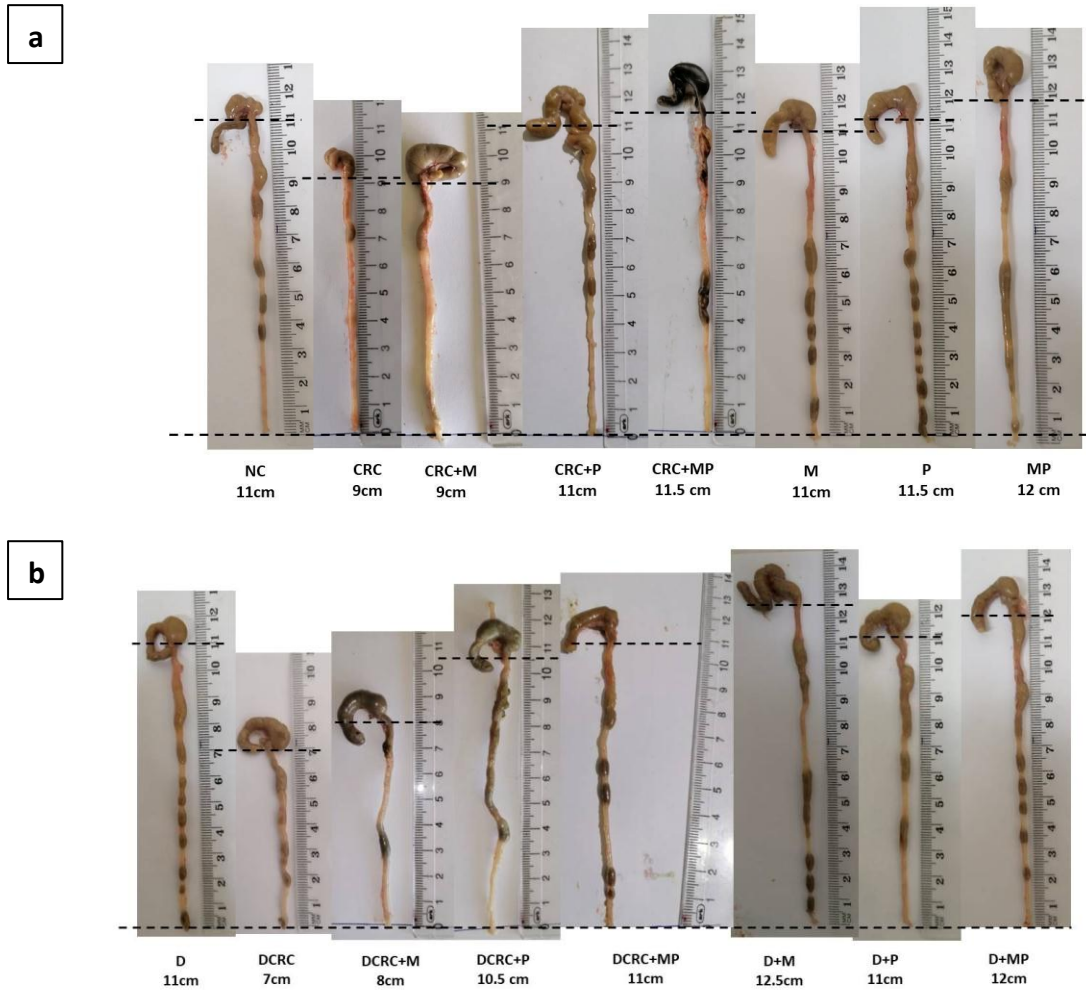 a
NC
11cm
CRC
9cm
CRC+M
9cm
CRC+P
11cm
CRC+MP
11.5 cm
M
11cm
P
11.5 cm
MP
12 cm
b
D
11cm
DCRC
7cm
DCRC+M
8cm
DCRC+P
10.5 cm
DCRC+MP
11cm
D+M
12.5cm
D+P
11cm
D+MP
12cm